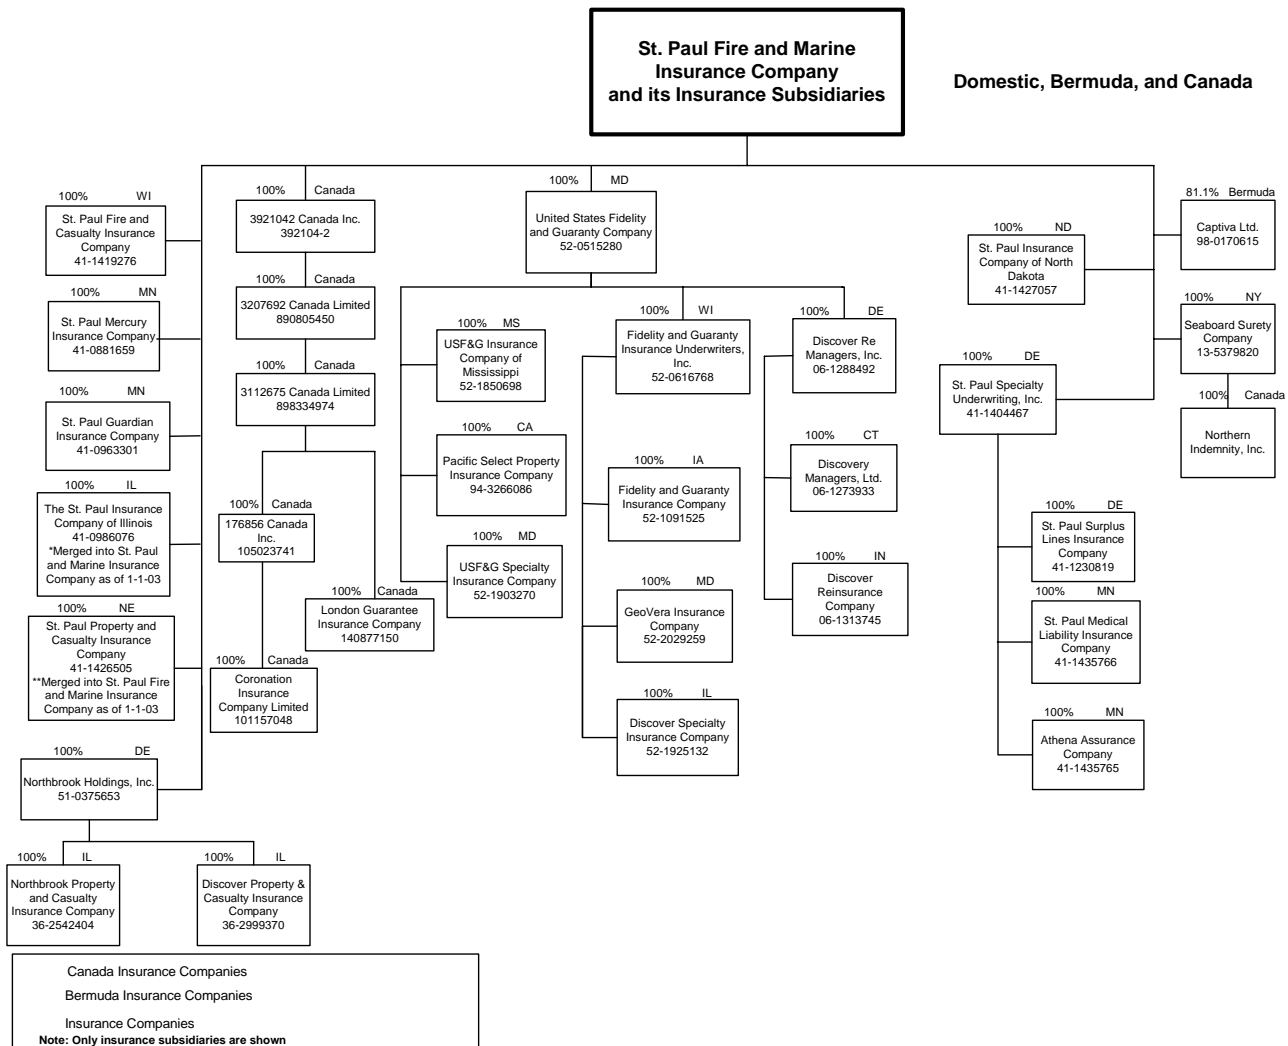 St. Paul Fire and Marine
Insurance Company
and its Insurance Subsidiaries
Domestic, Bermuda, and Canada
100% WI
St. Paul Fire and
Casualty Insurance
Company
41-1419276
100% MN
St. Paul Mercury
Insurance Company
41-0881659
100% MN
St. Paul Guardian
Insurance Company
41-0963301
100% IL
The St. Paul Insurance
Company of Illinois
41-0986076
*Merged into St. Paul
and Marine Insurance
Company as of 1-1-03
100% NE
St. Paul Property and
Casualty Insurance
Company
41-1426505
**Merged into St. Paul Fire
and Marine Insurance
Company as of 1-1-03
100% DE
Northbrook Holdings, Inc.
51-0375653
100% IL
Northbrook Property
and Casualty
Insurance Company
36-2542404
100% IL
Discover Property &
Casualty Insurance
Company
36-2999370
100% Canada
3921042 Canada Inc.
392104-2
100% Canada
3207692 Canada Limited
890805450
100% Canada
3112675 Canada Limited
898334974
100% Canada
176856 Canada
Inc.
105023741
100% Canada
London Guarantee
Insurance Company
140877150
100% Canada
Coronation
Insurance
Company Limited
101157048
100% MD
United States Fidelity
and Guaranty Company
52-0515280
100% MS
USF&G Insurance
Company of
Mississippi
52-1850698
100% CA
Pacific Select Property
Insurance Company
94-3266086
100% MD
USF&G Specialty
Insurance Company
52-1903270
100% WI
Fidelity and Guaranty
Insurance Underwriters,
Inc.
52-0616768
100% IA
Fidelity and Guaranty
Insurance Company
52-1091525
100% MD
GeoVera Insurance
Company
52-2029259
100% IL
Discover Specialty
Insurance Company
52-1925132
100% DE
Discover Re
Managers, Inc.
06-1288492
100% CT
Discovery
Managers, Ltd.
06-1273933
100% IN
Discover
Reinsurance
Company
06-1313745
100% ND
St. Paul Insurance
Company of North
Dakota
41-1427057
100% DE
St. Paul Specialty
Underwriting, Inc.
41-1404467
100% DE
St. Paul Surplus
Lines Insurance
Company
41-1230819
100% MN
St. Paul Medical
Liability Insurance
Company
41-1435766
100% MN
Athena Assurance
Company
41-1435765
81.1% Bermuda
Captiva Ltd.
98-0170615
100% NY
Seaboard Surety
Company
13-5379820
100% Canada
Northern
Indemnity, Inc.
Canada Insurance Companies
Bermuda Insurance Companies
Insurance Companies
Note: Only insurance subsidiaries are shown